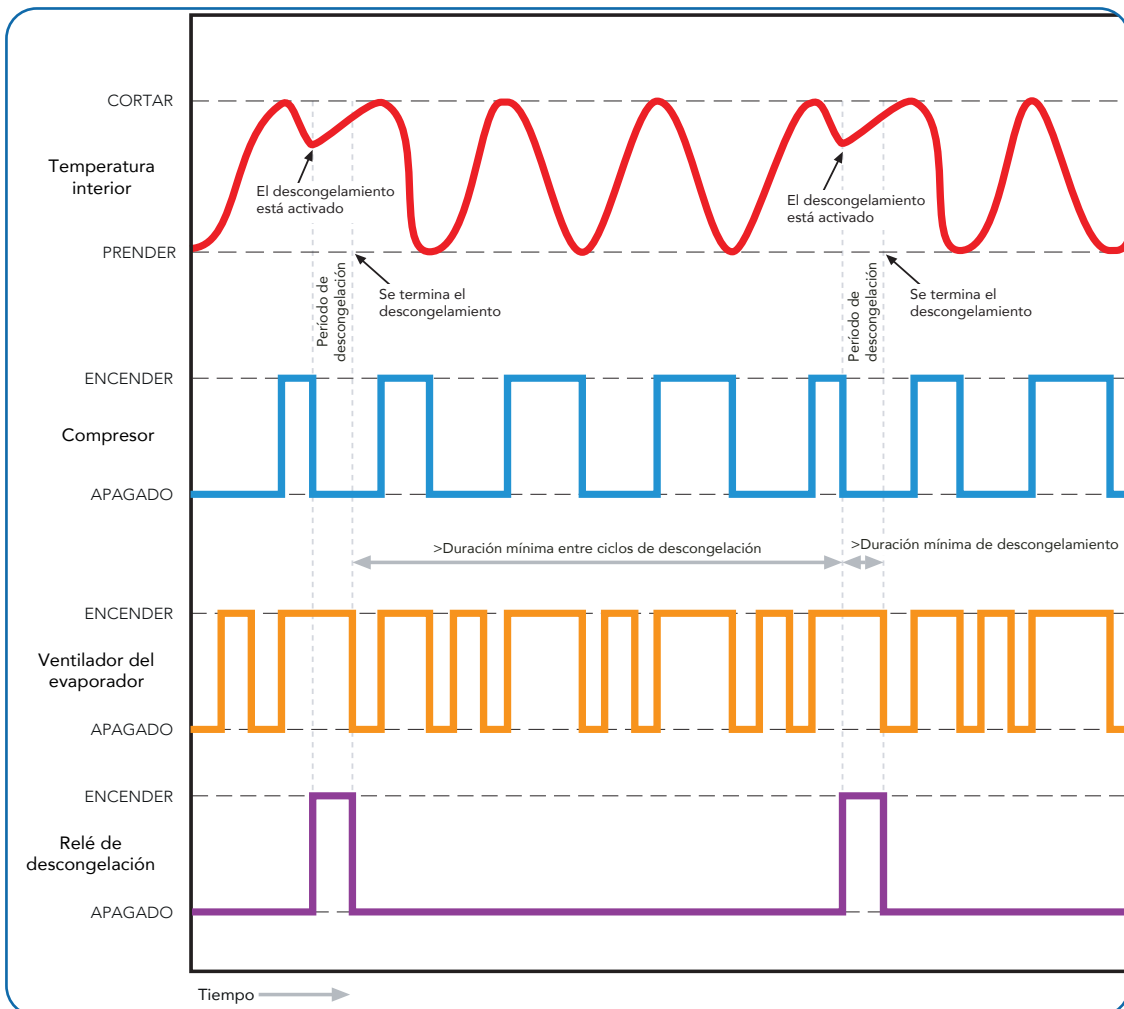 CORTAR
Temperatura
interior
El descongelamiento
está activado
El descongelamiento
está activado
PRENDER
Período de
descongelación
Se termina el
descongelamiento
Período de
descongelación
Se termina el
descongelamiento
ENCENDER
Compresor
APAGADO
>Duración mínima entre ciclos de descongelación
>Duración mínima de descongelamiento
ENCENDER
Ventilador del
evaporador
APAGADO
ENCENDER
Relé de
descongelación
APAGADO
Tiempo